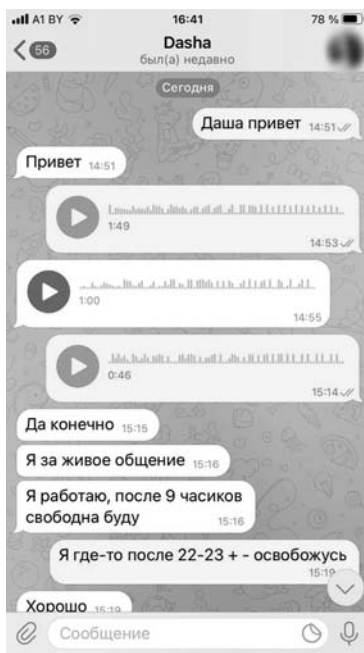 A1 BY 16:41 78 %
56 Dasha
был(а) недавно
Сегодня
Даша привет 14:51
Привет 14:51
1:49
14:53
1:00
14:55
0:46
15:14
Да конечно 15:15
Я за живое общение 15:16
Я работаю, после 9 часиков
свободна буду 15:16
Я где-то после 22-23 + - освобожусь
15:19
Хорошо 15:19
Сообщение